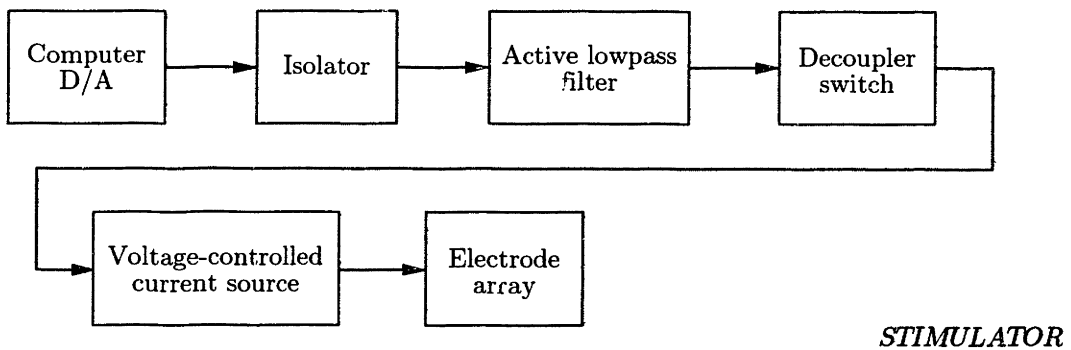 Computer
D/A
Isolator
Active lowpass
filter
Decoupler
switch
Voltage-controlled
current source
Electrode
array
STIMULATOR